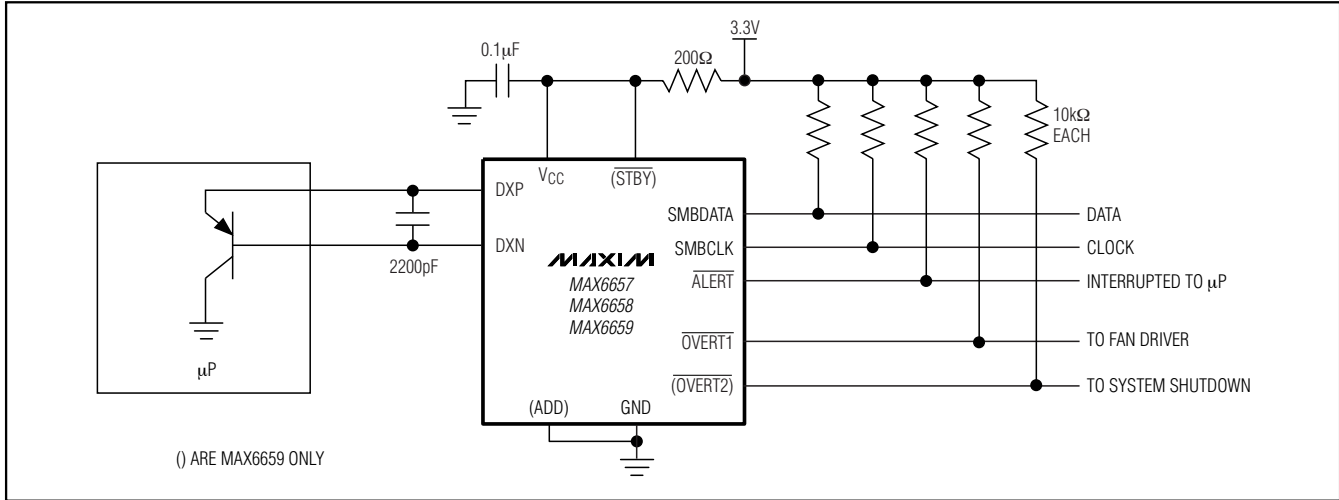 3.3V
0.1μF
200Ω
10kΩ
EACH
VCC
(STBY)
DXP
DXN
2200pF
μP
MAXIM
MAX6657
MAX6658
MAX6659
SMBDATA
SMBCLK
ALERT
OVERT1
(OVERT2)
(ADD)
GND
DATA
CLOCK
INTERRUPTED TO μP
TO FAN DRIVER
TO SYSTEM SHUTDOWN
() ARE MAX6659 ONLY